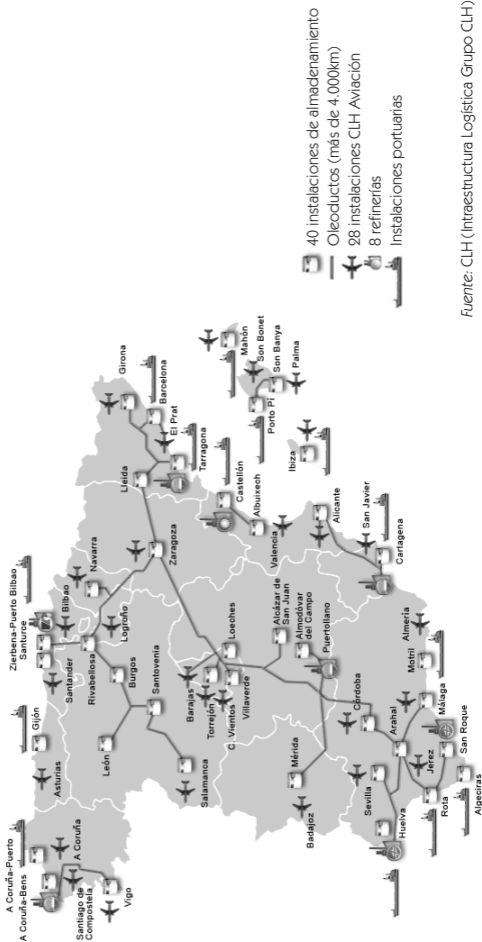 A Coruña-Puerto
A Coruña-Bens
A Coruña
Santiago de
Compostela
Vigo
Asturias
Gijón
Santander
Zierbena-Puerto Bilbao
Santurce
Bilbao
Rivabellosa
Navarra
Logroño
Burgos
León
Santovenia
Salamanca
Zaragoza
Lleida
Girona
Barcelona
El Prat
Tarragona
Castellón
Albuixech
Valencia
Barajas
Torrejón
C. Vientos
Villaverde
Loeches
Alcázar de
San Juan
Almodóvar
del Campo
Puertollano
Mérida
Badajoz
Córdoba
Sevilla
Huelva
Arahal
Jerez
Rota
Málaga
San Roque
Algeciras
Motril
Almería
Alicante
San Javier
Cartagena
Ibiza
Porto Pí
Mahón
Son Bonet
Son Banya
Palma
40 instalaciones de almadenamiento
Oleoductos (más de 4.000km)
28 instalaciones CLH Aviación
8 refinerías
Instalaciones portuarias
Fuente: CLH (Intraestructura Logística Grupo CLH)